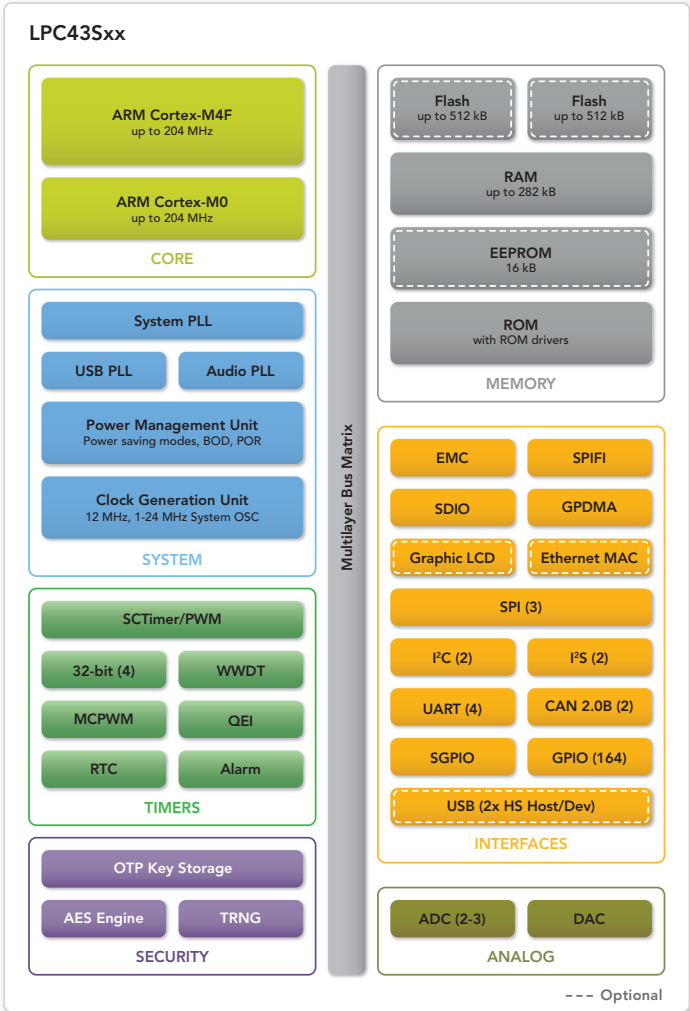 LPC43Sxx
ARM Cortex-M4F
up to 204 MHz
ARM Cortex-M0
up to 204 MHz
CORE
System PLL
USB PLL
Audio PLL
Power Management Unit
Power saving modes, BOD, POR
Clock Generation Unit
12 MHz, 1-24 MHz System OSC
SYSTEM
SCTimer/PWM
32-bit (4)
WWDT
MCPWM
QEI
RTC
Alarm
TIMERS
OTP Key Storage
AES Engine
TRNG
SECURITY
Multilayer Bus Matrix
Flash
up to 512 kB
Flash
up to 512 kB
RAM
up to 282 kB
EEPROM
16 kB
ROM
with ROM drivers
MEMORY
EMC
SPIFI
SDIO
GPDMA
Graphic LCD
Ethernet MAC
SPI (3)
I²C (2)
I²S (2)
UART (4)
CAN 2.0B (2)
SGPIO
GPIO (164)
USB (2x HS Host/Dev)
INTERFACES
ADC (2-3)
DAC
ANALOG
--- Optional